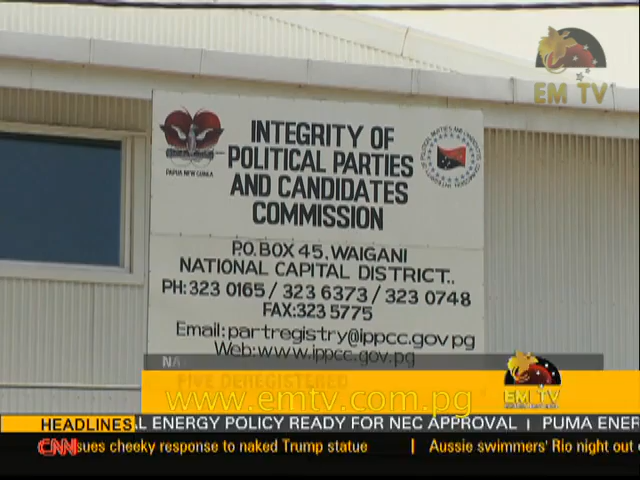 EM TV
INTEGRITY OF
POLITICAL PARTIES
AND CANDIDATES
COMMISSION
PAPUA NEW GUINEA
P.O. BOX 45, WAIGANI
NATIONAL CAPITAL DISTRICT..
PH: 323 0165 / 323 6373 / 323 0748
FAX: 323 5775
Email: partregistry@ippcc.gov pg
Web: www.ippcc.gov.pg
NA
FIVE DEREGISTERED
www.emtv.com.pg
EM TV
HEADLINES L ENERGY POLICY READY FOR NEC APPROVAL | PUMA ENER
CNN sues cheeky response to naked Trump statue | Aussie swimmers' Rio night out